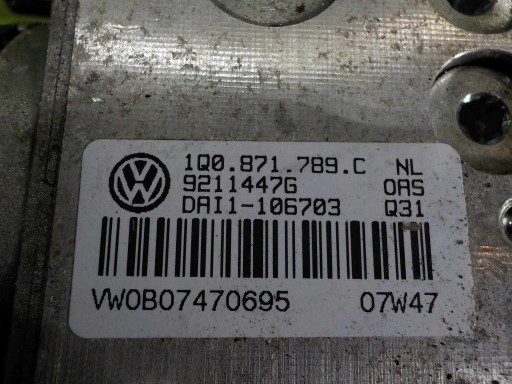 1Q0.871.789.C NL
9211447G OAS
DAI1-106703 Q31
VW0B07470695 07W47